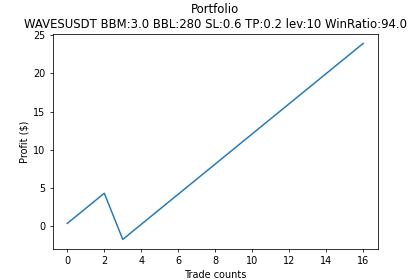 Portfolio
WAVESUSDT BBM:3.0 BBL:280 SL:0.6 TP:0.2 lev:10 WinRatio:94.0
25
20
15
10
5
0
Profit ($)
0 2 4 6 8 10 12 14 16
Trade counts